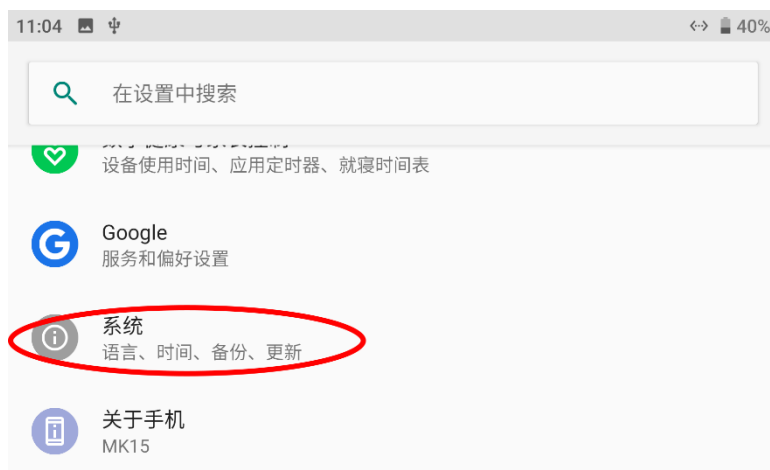 11:04
40%
在设置中搜索
设备使用时间、应用定时器、就寝时间表
Google
服务和偏好设置
系统
语言、时间、备份、更新
关于手机
MK15